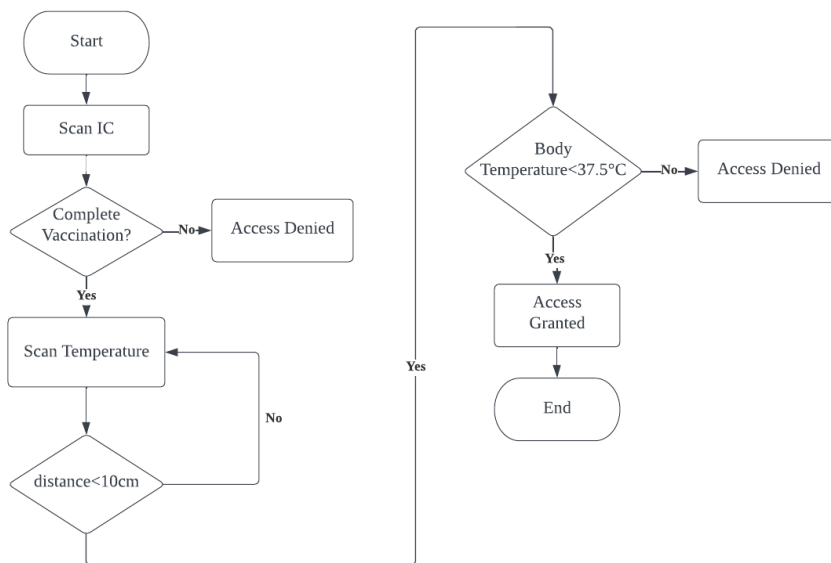 Start
Scan IC
Complete
Vaccination?
No
Access Denied
Yes
Scan Temperature
No
distance<10cm
Yes
Body
Temperature<37.5°C
No
Access Denied
Yes
Access
Granted
End